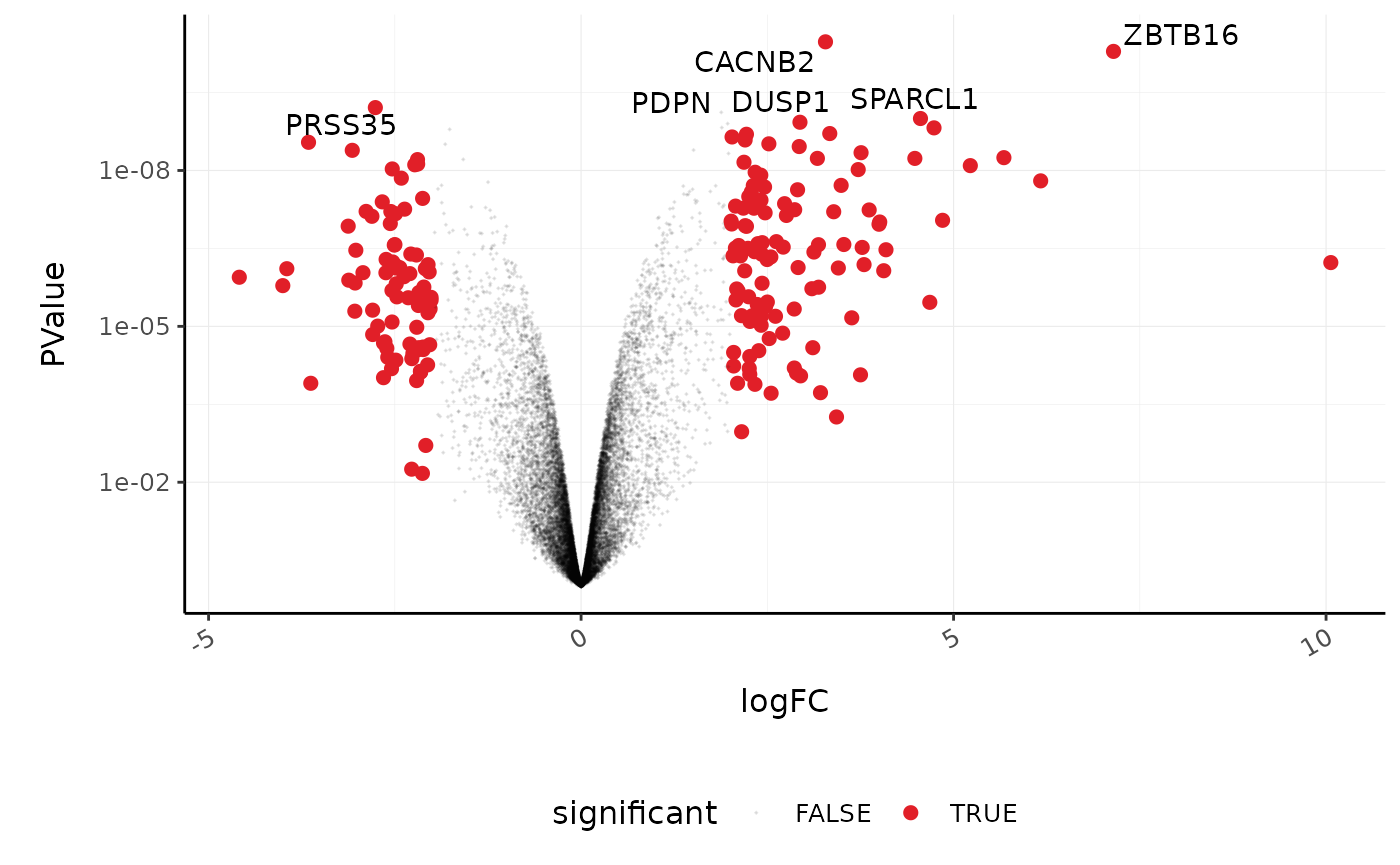 ZBTB16
CACNB2
PDPN DUSP1 SPARCL1
PRSS35
1e-08
1e-05
1e-02
PValue
-5 0 5 10
logFC
significant FALSE TRUE